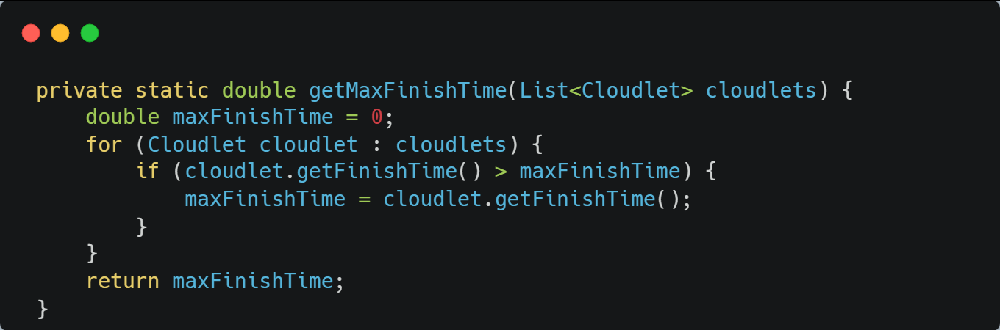 private static double getMaxFinishTime(List<Cloudlet> cloudlets) {
    double maxFinishTime = 0;
    for (Cloudlet cloudlet : cloudlets) {
        if (cloudlet.getFinishTime() > maxFinishTime) {
            maxFinishTime = cloudlet.getFinishTime();
        }
    }
    return maxFinishTime;
}